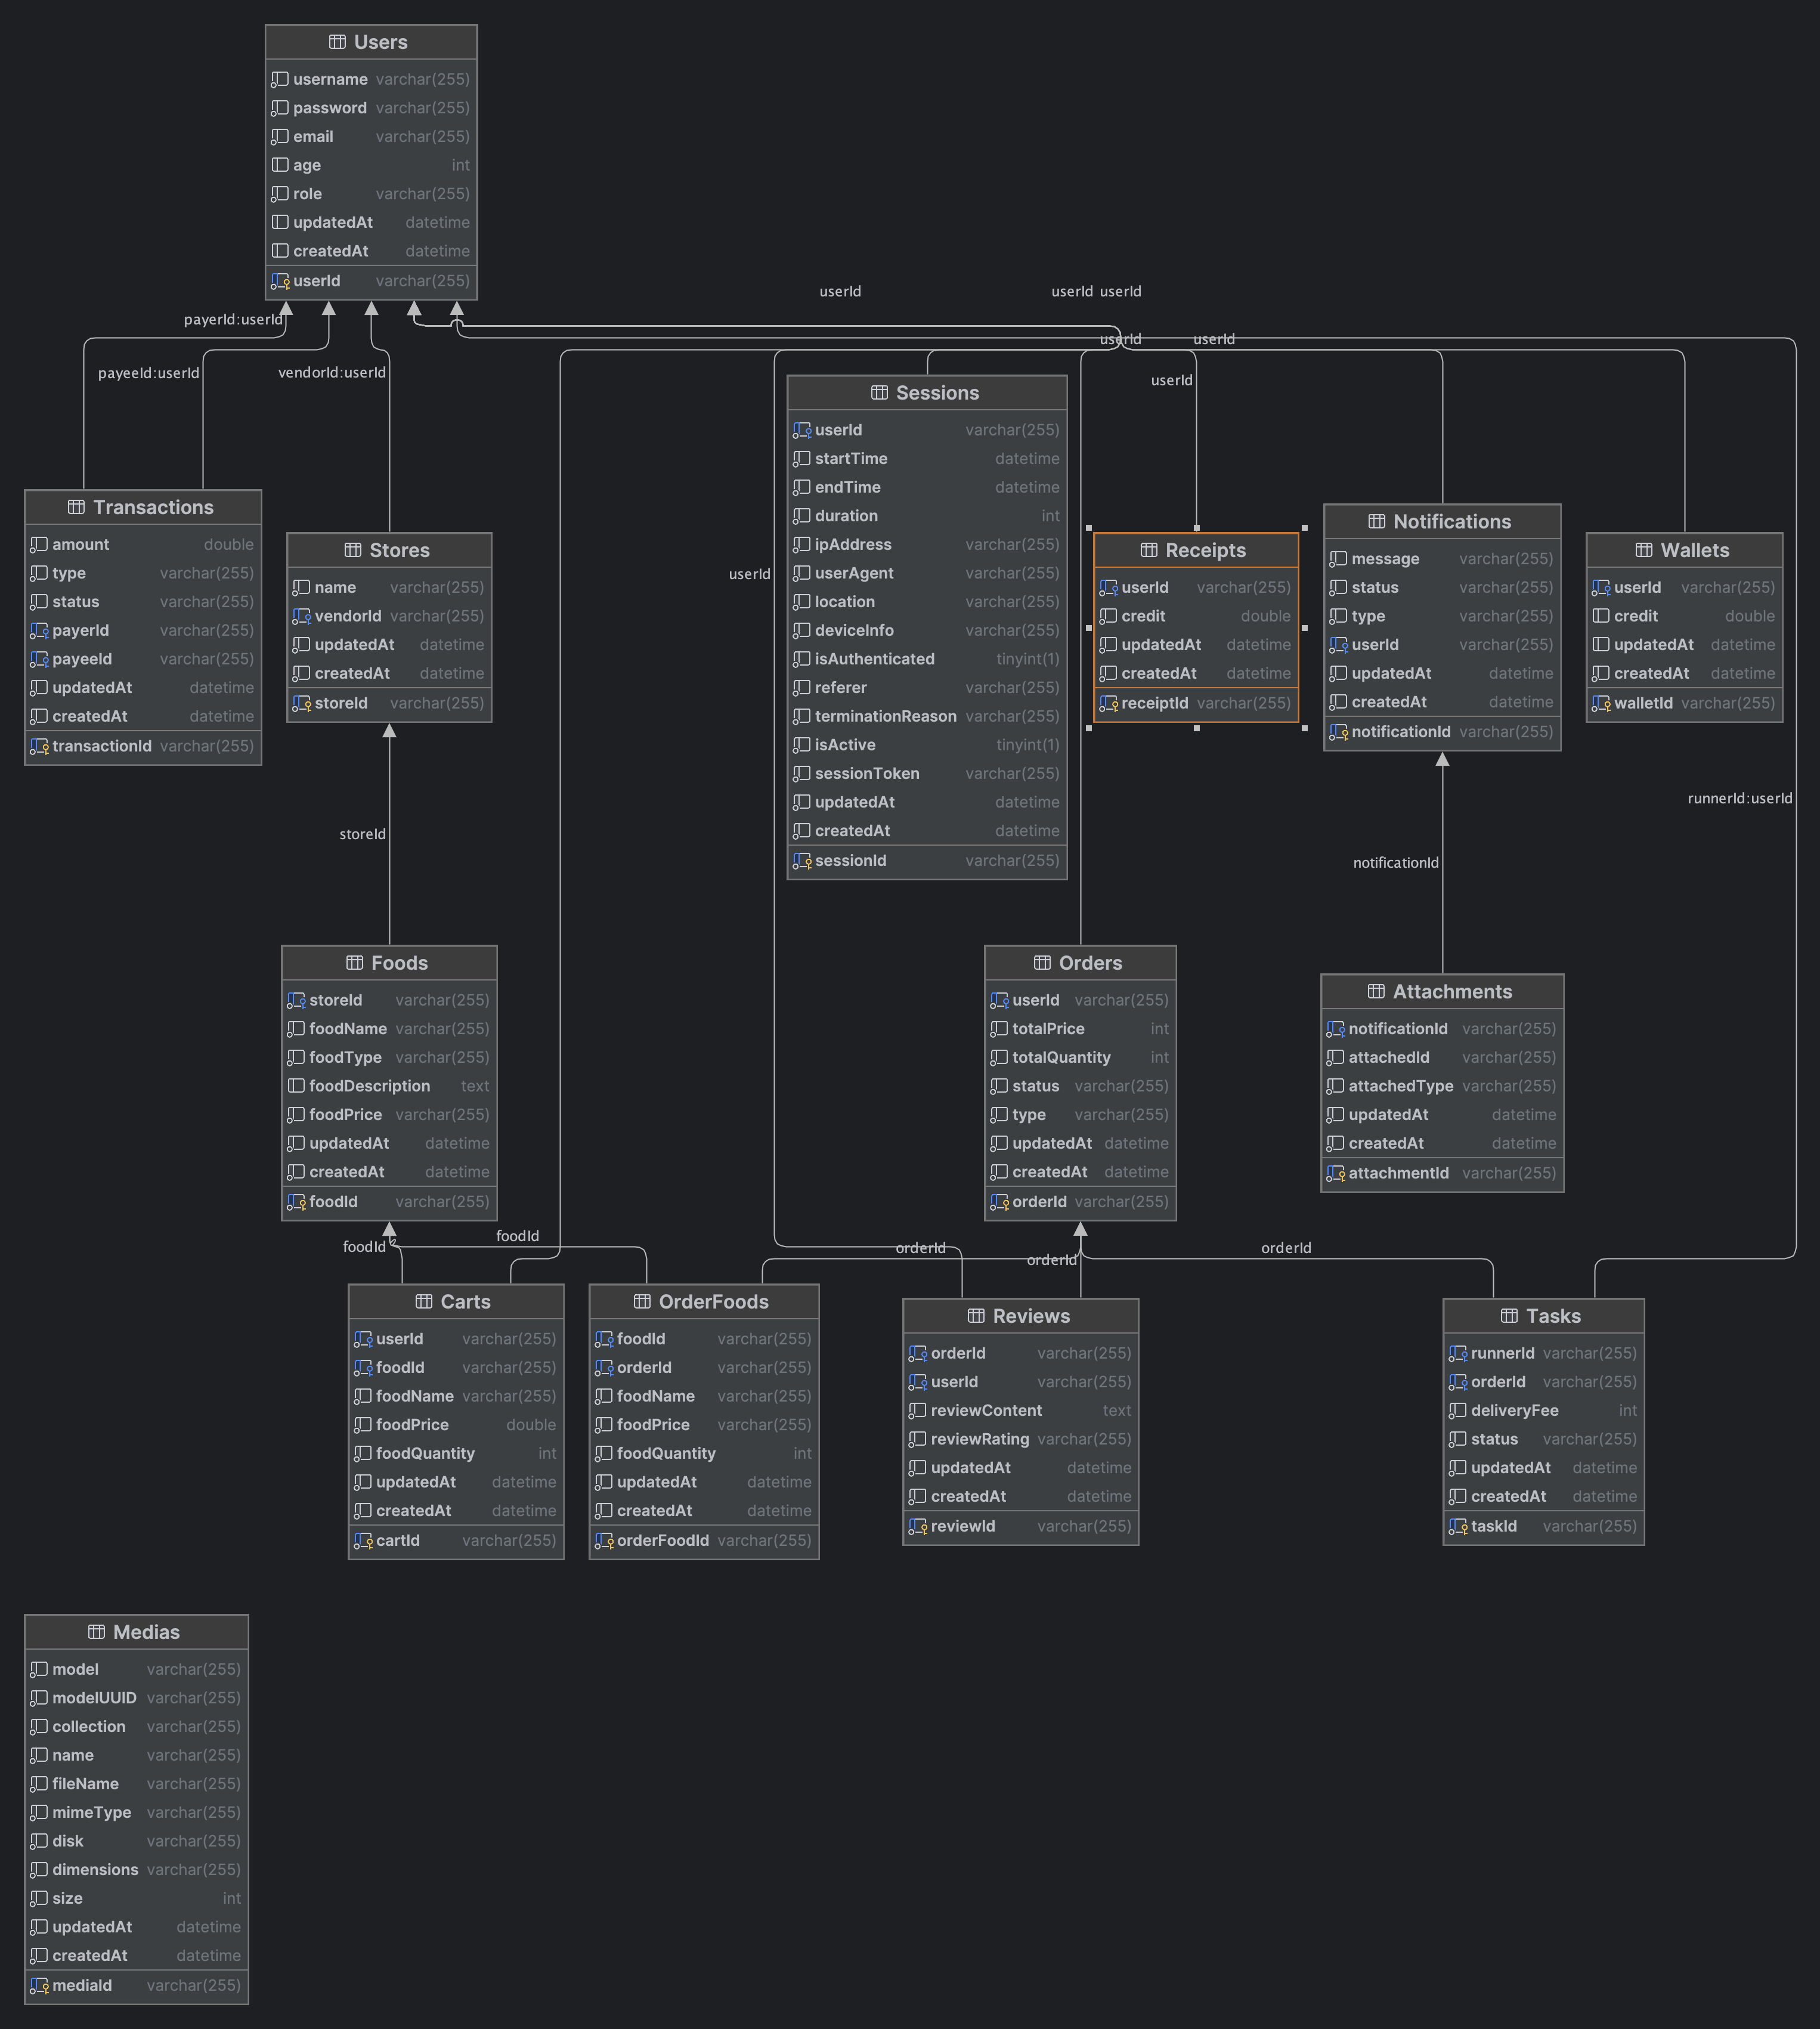 Users
username varchar(255)
password varchar(255)
email varchar(255)
age int
role varchar(255)
updatedAt datetime
createdAt datetime
userId varchar(255)
payerId:userId
payeeId:userId
vendorId:userId
userId
userId
userId
userId
userId
userId
userId
runnerId:userId
Transactions
amount double
type varchar(255)
status varchar(255)
payerId varchar(255)
payeeId varchar(255)
updatedAt datetime
createdAt datetime
transactionId varchar(255)
Stores
name varchar(255)
vendorId varchar(255)
updatedAt datetime
createdAt datetime
storeId varchar(255)
Sessions
userId varchar(255)
startTime datetime
endTime datetime
duration int
ipAddress varchar(255)
userAgent varchar(255)
location varchar(255)
deviceInfo varchar(255)
isAuthenticated tinyint(1)
referer varchar(255)
terminationReason varchar(255)
isActive tinyint(1)
sessionToken varchar(255)
updatedAt datetime
createdAt datetime
sessionId varchar(255)
Receipts
userId varchar(255)
credit double
updatedAt datetime
createdAt datetime
receiptId varchar(255)
Notifications
message varchar(255)
status varchar(255)
type varchar(255)
userId varchar(255)
updatedAt datetime
createdAt datetime
notificationId varchar(255)
Wallets
userId varchar(255)
credit double
updatedAt datetime
createdAt datetime
walletId varchar(255)
storeId
notificationId
Foods
storeId varchar(255)
foodName varchar(255)
foodType varchar(255)
foodDescription text
foodPrice varchar(255)
updatedAt datetime
createdAt datetime
foodId varchar(255)
Orders
userId varchar(255)
totalPrice int
totalQuantity int
status varchar(255)
type varchar(255)
updatedAt datetime
createdAt datetime
orderId varchar(255)
Attachments
notificationId varchar(255)
attachedId varchar(255)
attachedType varchar(255)
updatedAt datetime
createdAt datetime
attachmentId varchar(255)
foodId
foodId
orderId
orderId
orderId
Carts
userId varchar(255)
foodId varchar(255)
foodName varchar(255)
foodPrice double
foodQuantity int
updatedAt datetime
createdAt datetime
cartId varchar(255)
OrderFoods
foodId varchar(255)
orderId varchar(255)
foodName varchar(255)
foodPrice varchar(255)
foodQuantity int
updatedAt datetime
createdAt datetime
orderFoodId varchar(255)
Reviews
orderId varchar(255)
userId varchar(255)
reviewContent text
reviewRating varchar(255)
updatedAt datetime
createdAt datetime
reviewId varchar(255)
Tasks
runnerId varchar(255)
orderId varchar(255)
deliveryFee int
status varchar(255)
updatedAt datetime
createdAt datetime
taskId varchar(255)
Medias
model varchar(255)
modelUUID varchar(255)
collection varchar(255)
name varchar(255)
fileName varchar(255)
mimeType varchar(255)
disk varchar(255)
dimensions varchar(255)
size int
updatedAt datetime
createdAt datetime
mediaId varchar(255)